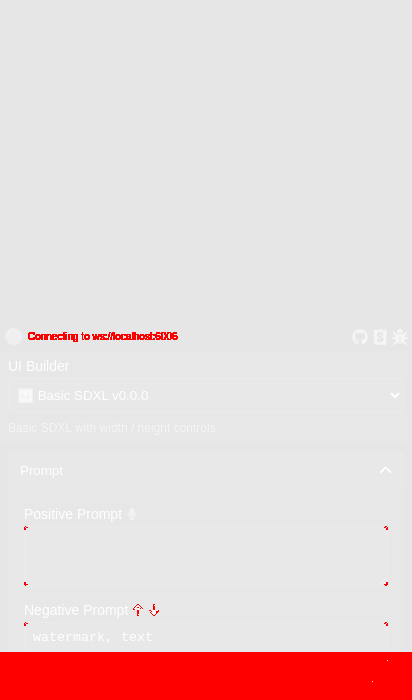 Connecting to ws://localhost:
UI Builder
Basic SDXL v0.0.0
Basic SDXL with width / height controls
Prompt
Positive Prompt
Negative Prompt
watermark, text